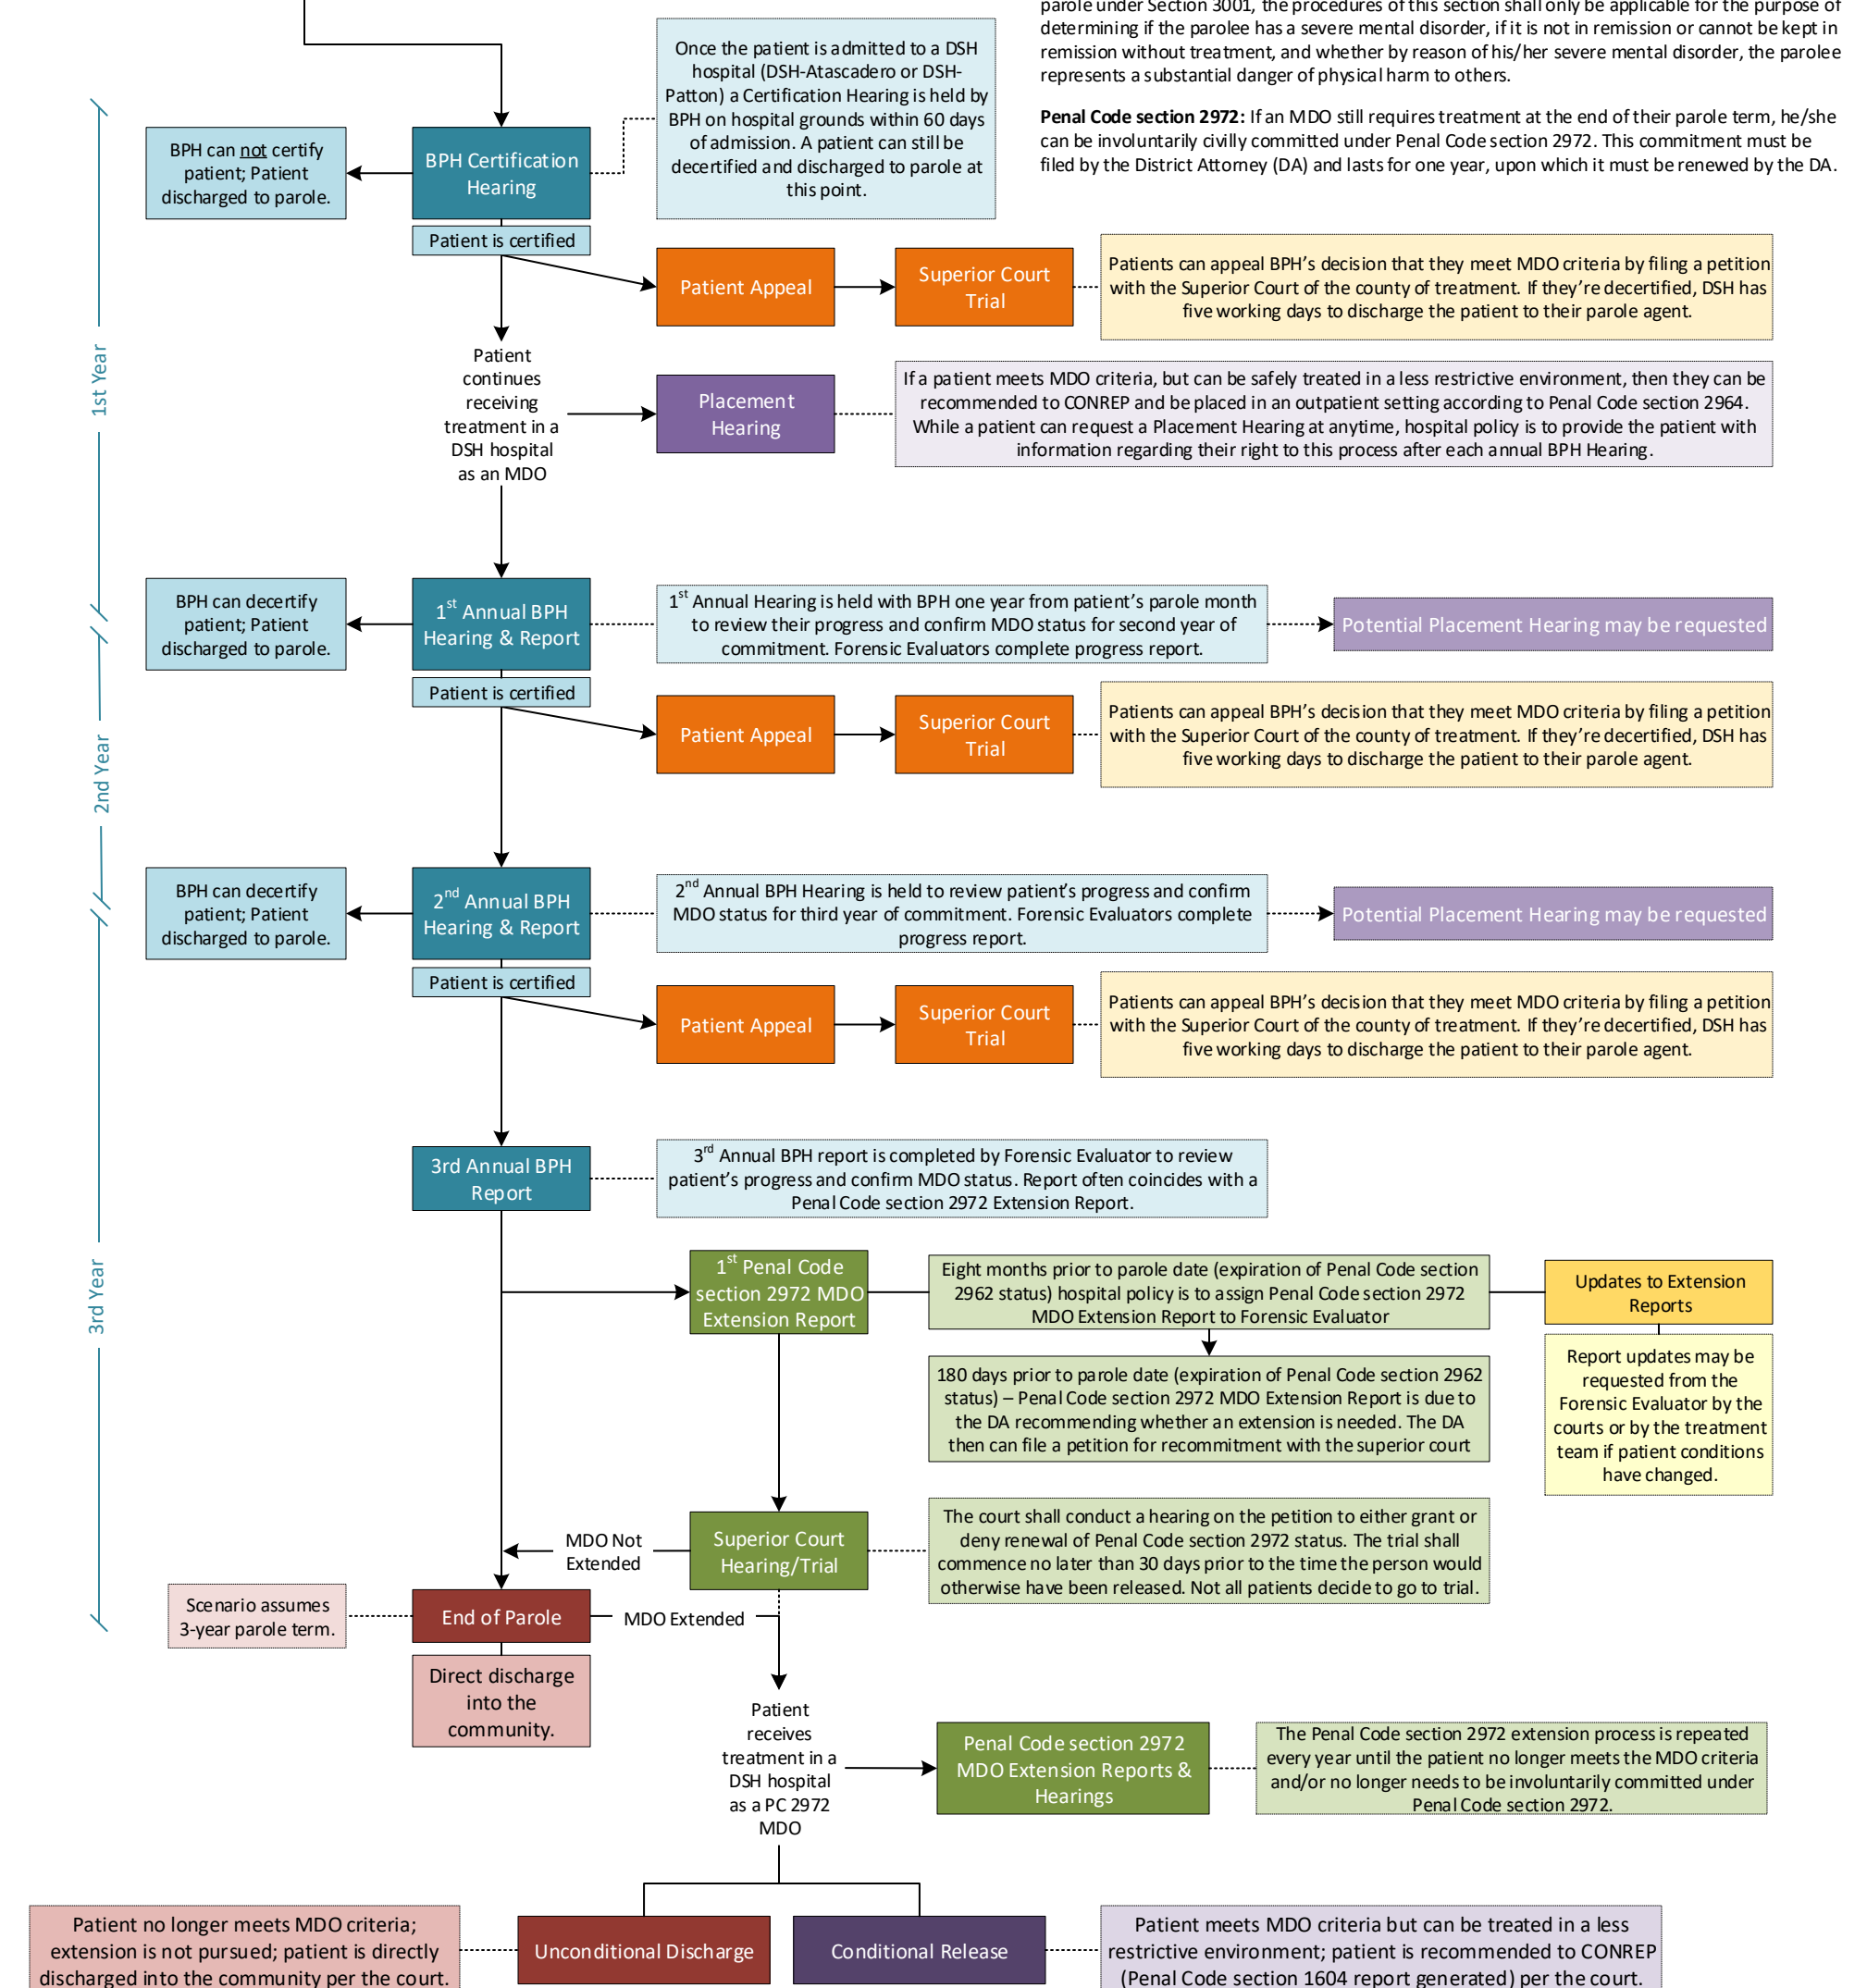 parole under Section 3001, the procedures of this section shall only be applicable for the purpose of
determining if the parolee has a severe mental disorder, if it is not in remission or cannot be kept in
remission without treatment, and whether by reason of his/her severe mental disorder, the parolee
represents a substantial danger of physical harm to others.
Penal Code section 2972: If an MDO still requires treatment at the end of their parole term, he/she
can be involuntarily civilly committed under Penal Code section 2972. This commitment must be
filed by the District Attorney (DA) and lasts for one year, upon which it must be renewed by the DA.
Once the patient is admitted to a DSH
hospital (DSH-Atascadero or DSH-
Patton) a Certification Hearing is held by
BPH on hospital grounds within 60 days
of admission. A patient can still be
decertified and discharged to parole at
this point.
BPH can not certify
patient; Patient
discharged to parole.
BPH Certification
Hearing
Patient is certified
Patient Appeal
Superior Court
Trial
Patients can appeal BPH's decision that they meet MDO criteria by filing a petition
with the Superior Court of the county of treatment. If they're decertified, DSH has
five working days to discharge the patient to their parole agent.
1st Year
Patient
continues
receiving
treatment in a
DSH hospital
as an MDO
Placement
Hearing
If a patient meets MDO criteria, but can be safely treated in a less restrictive environment, then they can be
recommended to CONREP and be placed in an outpatient setting according to Penal Code section 2964.
While a patient can request a Placement Hearing at anytime, hospital policy is to provide the patient with
information regarding their right to this process after each annual BPH Hearing.
BPH can decertify
patient; Patient
discharged to parole.
1st Annual BPH
Hearing & Report
1st Annual Hearing is held with BPH one year from patient's parole month
to review their progress and confirm MDO status for second year of
commitment. Forensic Evaluators complete progress report.
Potential Placement Hearing may be requested
Patient is certified
Patient Appeal
Superior Court
Trial
Patients can appeal BPH's decision that they meet MDO criteria by filing a petition
with the Superior Court of the county of treatment. If they're decertified, DSH has
five working days to discharge the patient to their parole agent.
2nd Year
BPH can decertify
patient; Patient
discharged to parole.
2nd Annual BPH
Hearing & Report
2nd Annual BPH Hearing is held to review patient's progress and confirm
MDO status for third year of commitment. Forensic Evaluators complete
progress report.
Potential Placement Hearing may be requested
Patient is certified
Patient Appeal
Superior Court
Trial
Patients can appeal BPH's decision that they meet MDO criteria by filing a petition
with the Superior Court of the county of treatment. If they're decertified, DSH has
five working days to discharge the patient to their parole agent.
3rd Annual BPH
Report
3rd Annual BPH report is completed by Forensic Evaluator to review
patient's progress and confirm MDO status. Report often coincides with a
Penal Code section 2972 Extension Report.
3rd Year
1st Penal Code
section 2972 MDO
Extension Report
Eight months prior to parole date (expiration of Penal Code section
2962 status) hospital policy is to assign Penal Code section 2972
MDO Extension Report to Forensic Evaluator
Updates to Extension
Reports
Report updates may be
requested from the
Forensic Evaluator by the
courts or by the treatment
team if patient conditions
have changed.
180 days prior to parole date (expiration of Penal Code section 2962
status) – Penal Code section 2972 MDO Extension Report is due to
the DA recommending whether an extension is needed. The DA
then can file a petition for recommitment with the superior court
MDO Not
Extended
Superior Court
Hearing/Trial
The court shall conduct a hearing on the petition to either grant or
deny renewal of Penal Code section 2972 status. The trial shall
commence no later than 30 days prior to the time the person would
otherwise have been released. Not all patients decide to go to trial.
Scenario assumes
3-year parole term.
End of Parole
MDO Extended
Direct discharge
into the
community.
Patient
receives
treatment in a
DSH hospital
as a PC 2972
MDO
Penal Code section 2972
MDO Extension Reports &
Hearings
The Penal Code section 2972 extension process is repeated
every year until the patient no longer meets the MDO criteria
and/or no longer needs to be involuntarily committed under
Penal Code section 2972.
Patient no longer meets MDO criteria;
extension is not pursued; patient is directly
discharged into the community per the court.
Unconditional Discharge
Conditional Release
Patient meets MDO criteria but can be treated in a less
restrictive environment; patient is recommended to CONREP
(Penal Code section 1604 report generated) per the court.